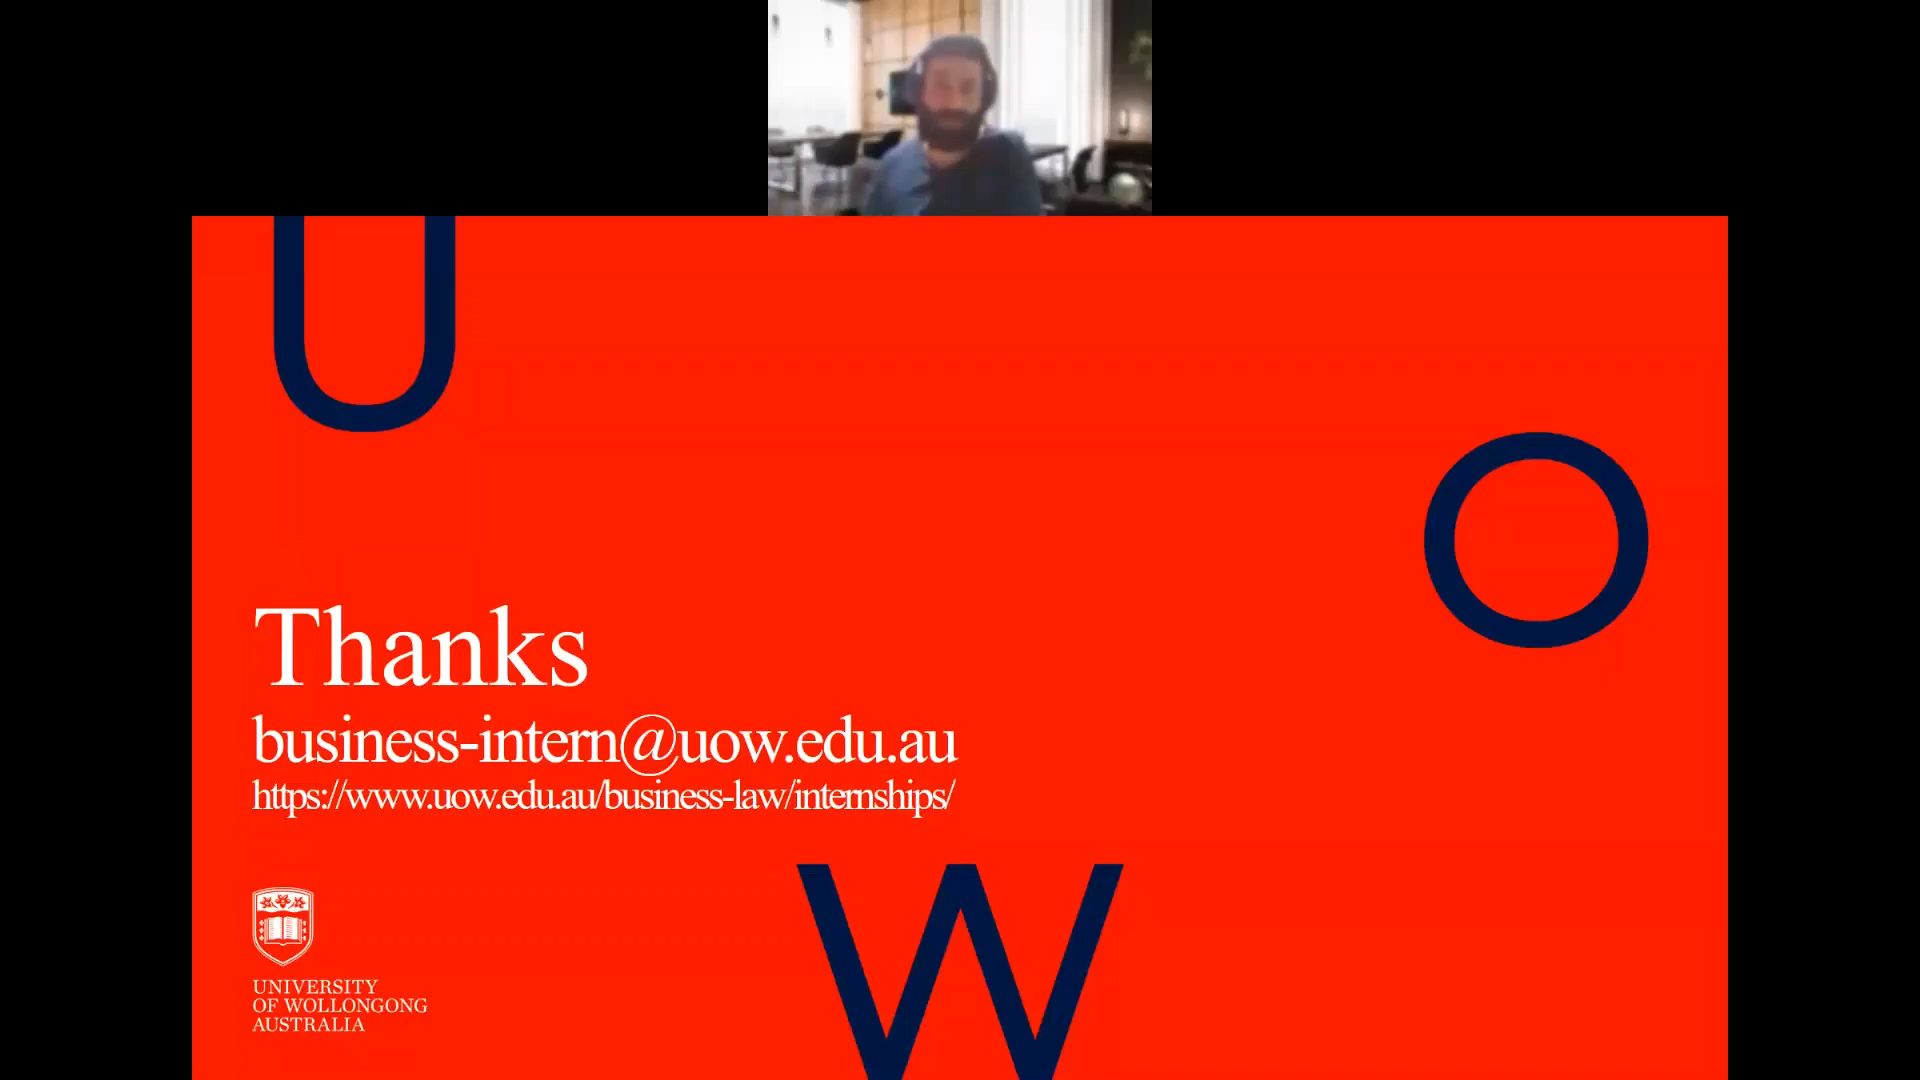 U
O
Thanks
business-intern@uow.edu.au
https://www.uow.edu.au/business-law/internships/
W
UNIVERSITY
OF WOLLONGONG
AUSTRALIA